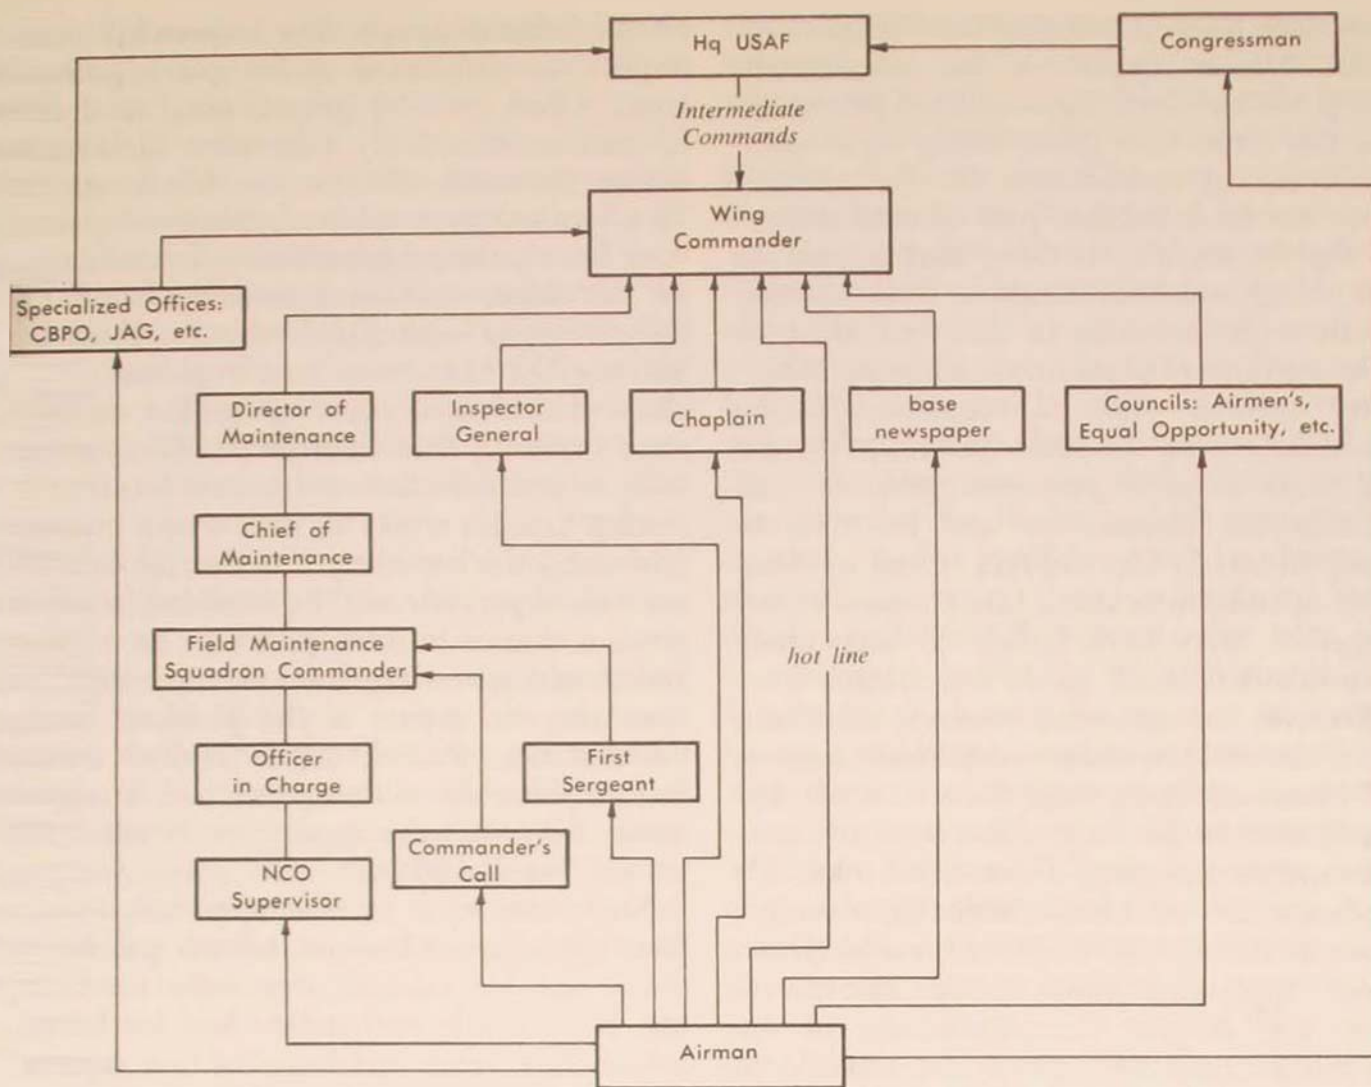 Hq USAF
Congressman
Intermediate
Commands
Wing
Commander
Specialized Offices:
CBPO, JAG, etc.
Director of
Maintenance
Inspector
General
Chaplain
base
newspaper
Councils: Airmen's,
Equal Opportunity, etc.
Chief of
Maintenance
Field Maintenance
Squadron Commander
hot line
Officer
in Charge
First
Sergeant
Commander's
Call
NCO
Supervisor
Airman